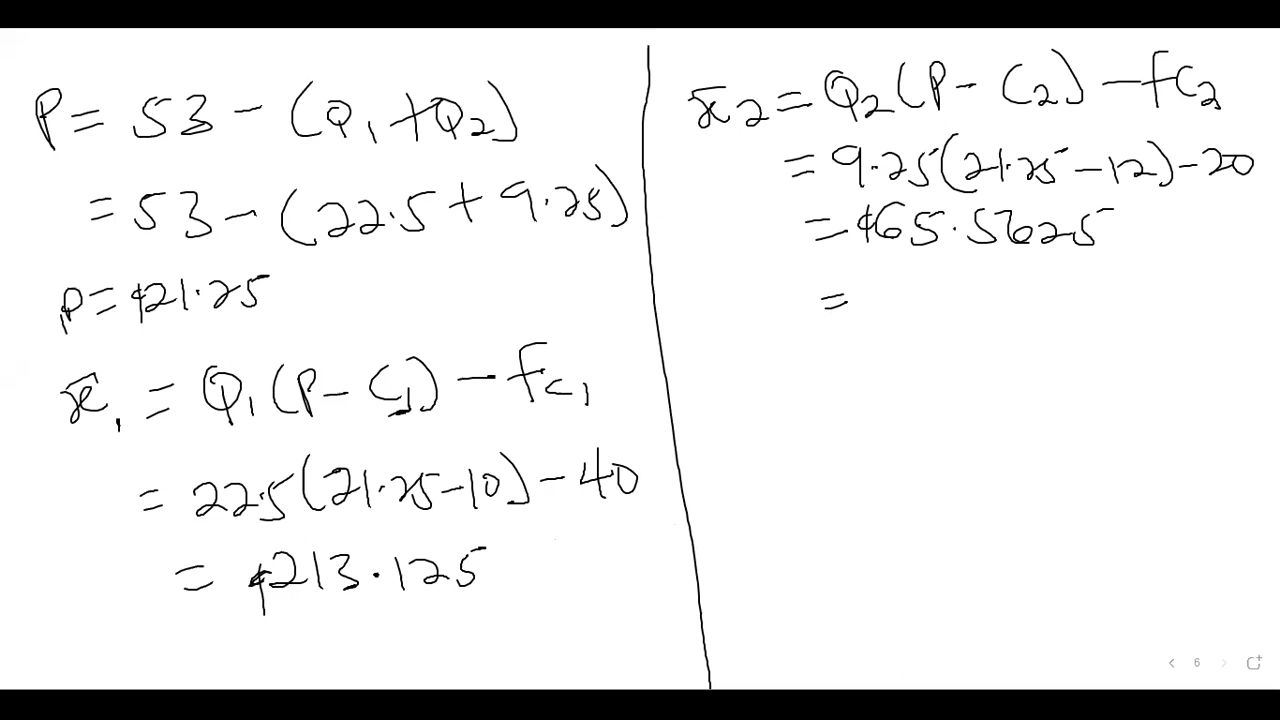 P = 53 - (Q1 + Q2)
= 53 - (22.5 + 9.25)
P = $21.25
π1 = Q1(P - C1) - fc1
= 22.5(21.25 - 10) - 40
= $213.125
π2 = Q2(P - C2) - fC2
= 9.25(21.25 - 12) - 20
= $65.5625
=
6